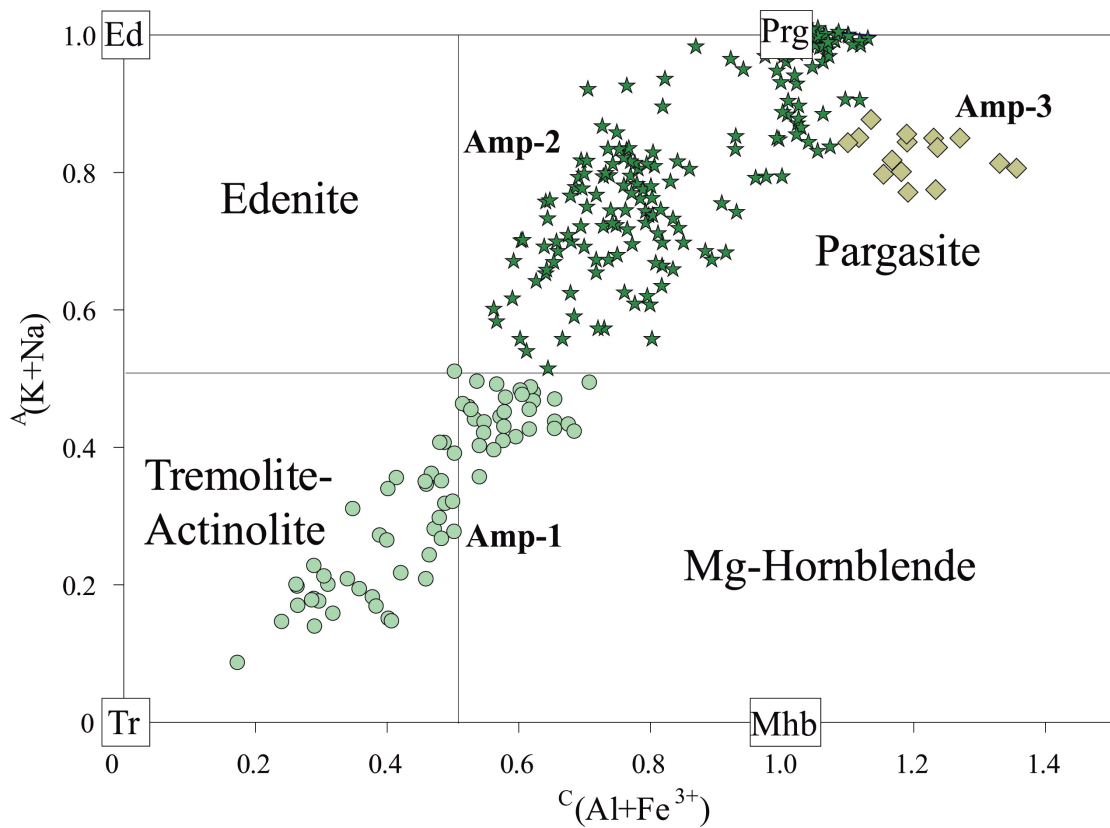 1.0
Ed
Prg
Amp-3
Amp-2
0.8
Edenite
Pargasite
0.6
A(K+Na)
0.4
Tremolite-
Actinolite
Amp-1
Mg-Hornblende
0.2
0
Tr
Mhb
0
0.2
0.4
0.6
0.8
1.0
1.2
1.4
C(Al+Fe3+)